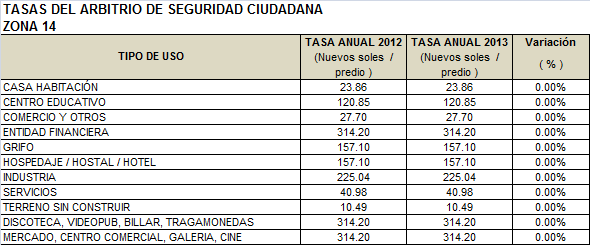 TASAS DEL ARBITRIO DE SEGURIDAD CIUDADANA
ZONA 14
TIPO DE USO TASA ANUAL 2012 (Nuevos soles / predio ) TASA ANUAL 2013 (Nuevos soles / predio ) Variación ( % )
CASA HABITACIÓN 23.86 23.86 0.00%
CENTRO EDUCATIVO 120.85 120.85 0.00%
COMERCIO Y OTROS 27.70 27.70 0.00%
ENTIDAD FINANCIERA 314.20 314.20 0.00%
GRIFO 157.10 157.10 0.00%
HOSPEDAJE / HOSTAL / HOTEL 157.10 157.10 0.00%
INDUSTRIA 225.04 225.04 0.00%
SERVICIOS 40.98 40.98 0.00%
TERRENO SIN CONSTRUIR 10.49 10.49 0.00%
DISCOTECA, VIDEOPUB, BILLAR, TRAGAMONEDAS 314.20 314.20 0.00%
MERCADO, CENTRO COMERCIAL, GALERIA, CINE 314.20 314.20 0.00%